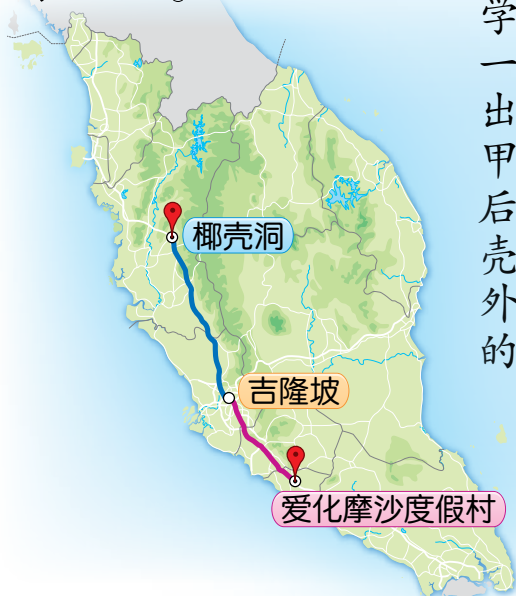 学一出甲后壳外的
椰壳洞
吉隆坡
爱化摩沙度假村